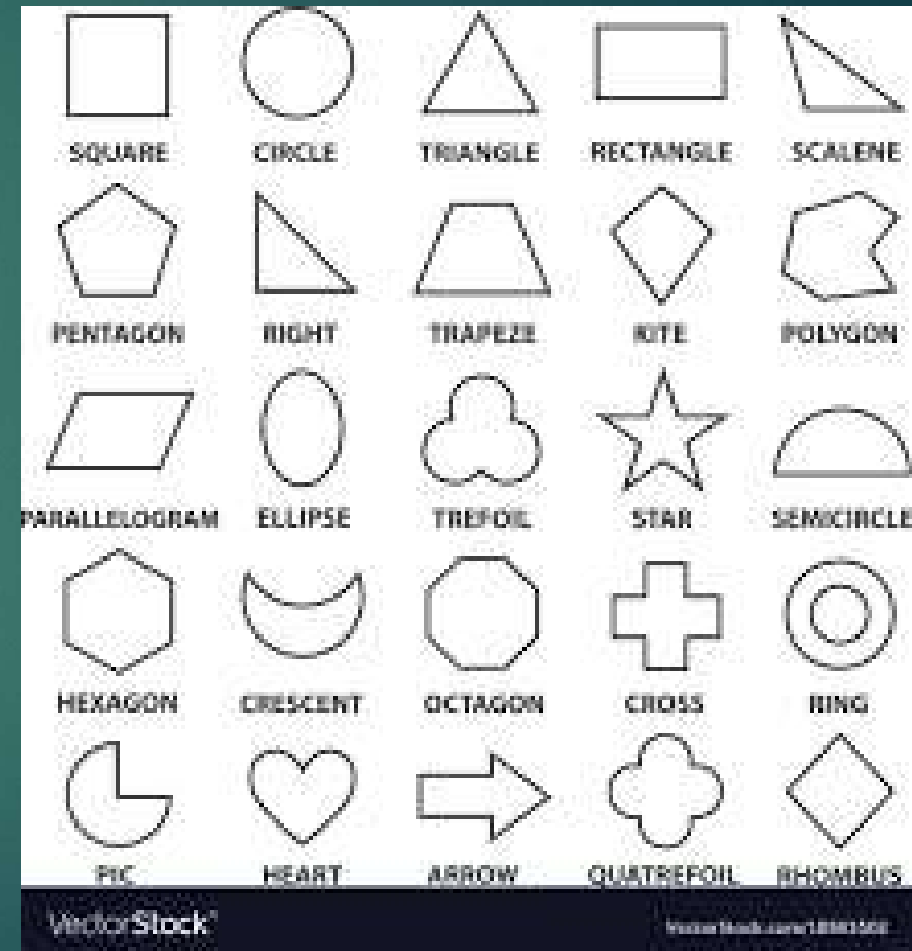 SQUARE CIRCLE TRIANGLE RECTANGLE SCALENE
PENTAGON RIGHT TRAPEZE KITE POLYGON
PARALLELOGRAM ELLIPSE TREFOIL STAR SEMICIRCLE
HEXAGON CRESCENT OCTAGON CROSS RING
PIC HEART ARROW QUATREFOIL RHOMBUS
VectorStock®